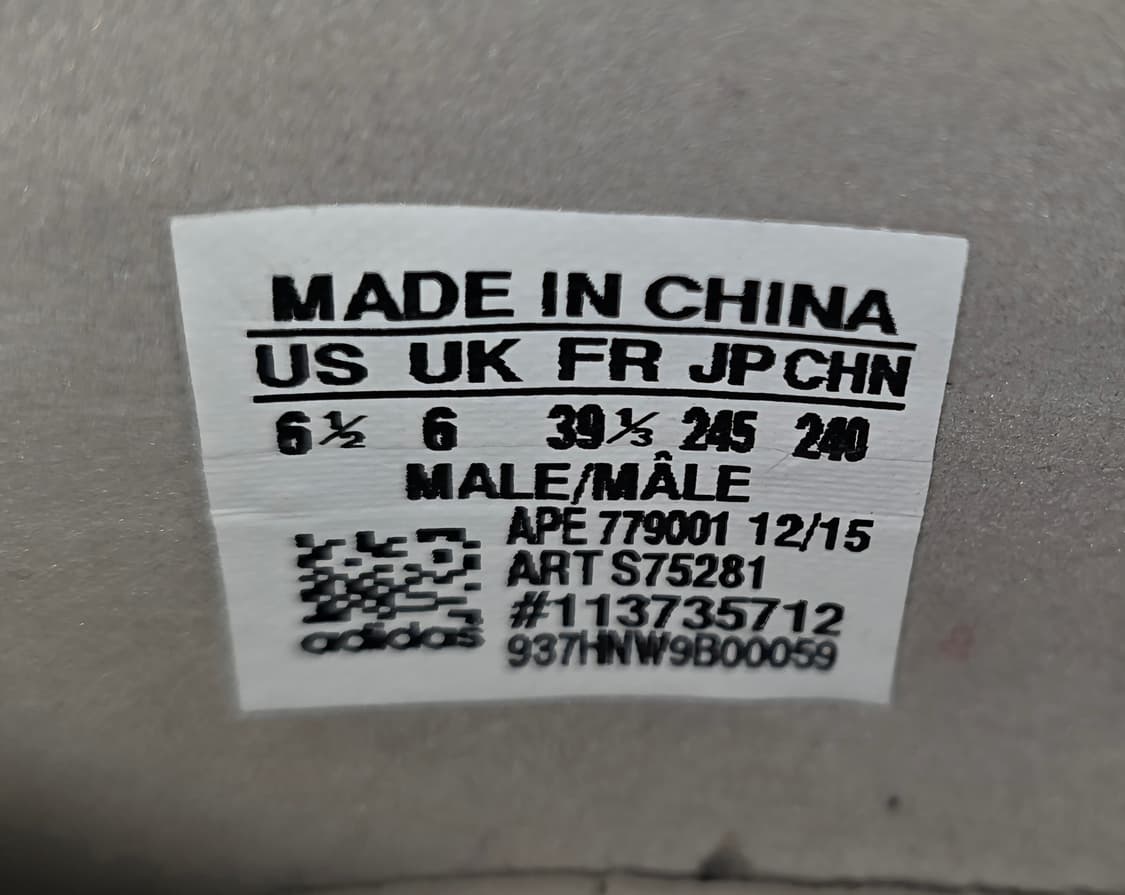 MADE IN CHINA
US UK FR JP CHN
6½ 6 39⅓ 245 240
MALE/MÂLE
APE 779001 12/15
ART S75281
#113735712
adidas
937HNW9B00059